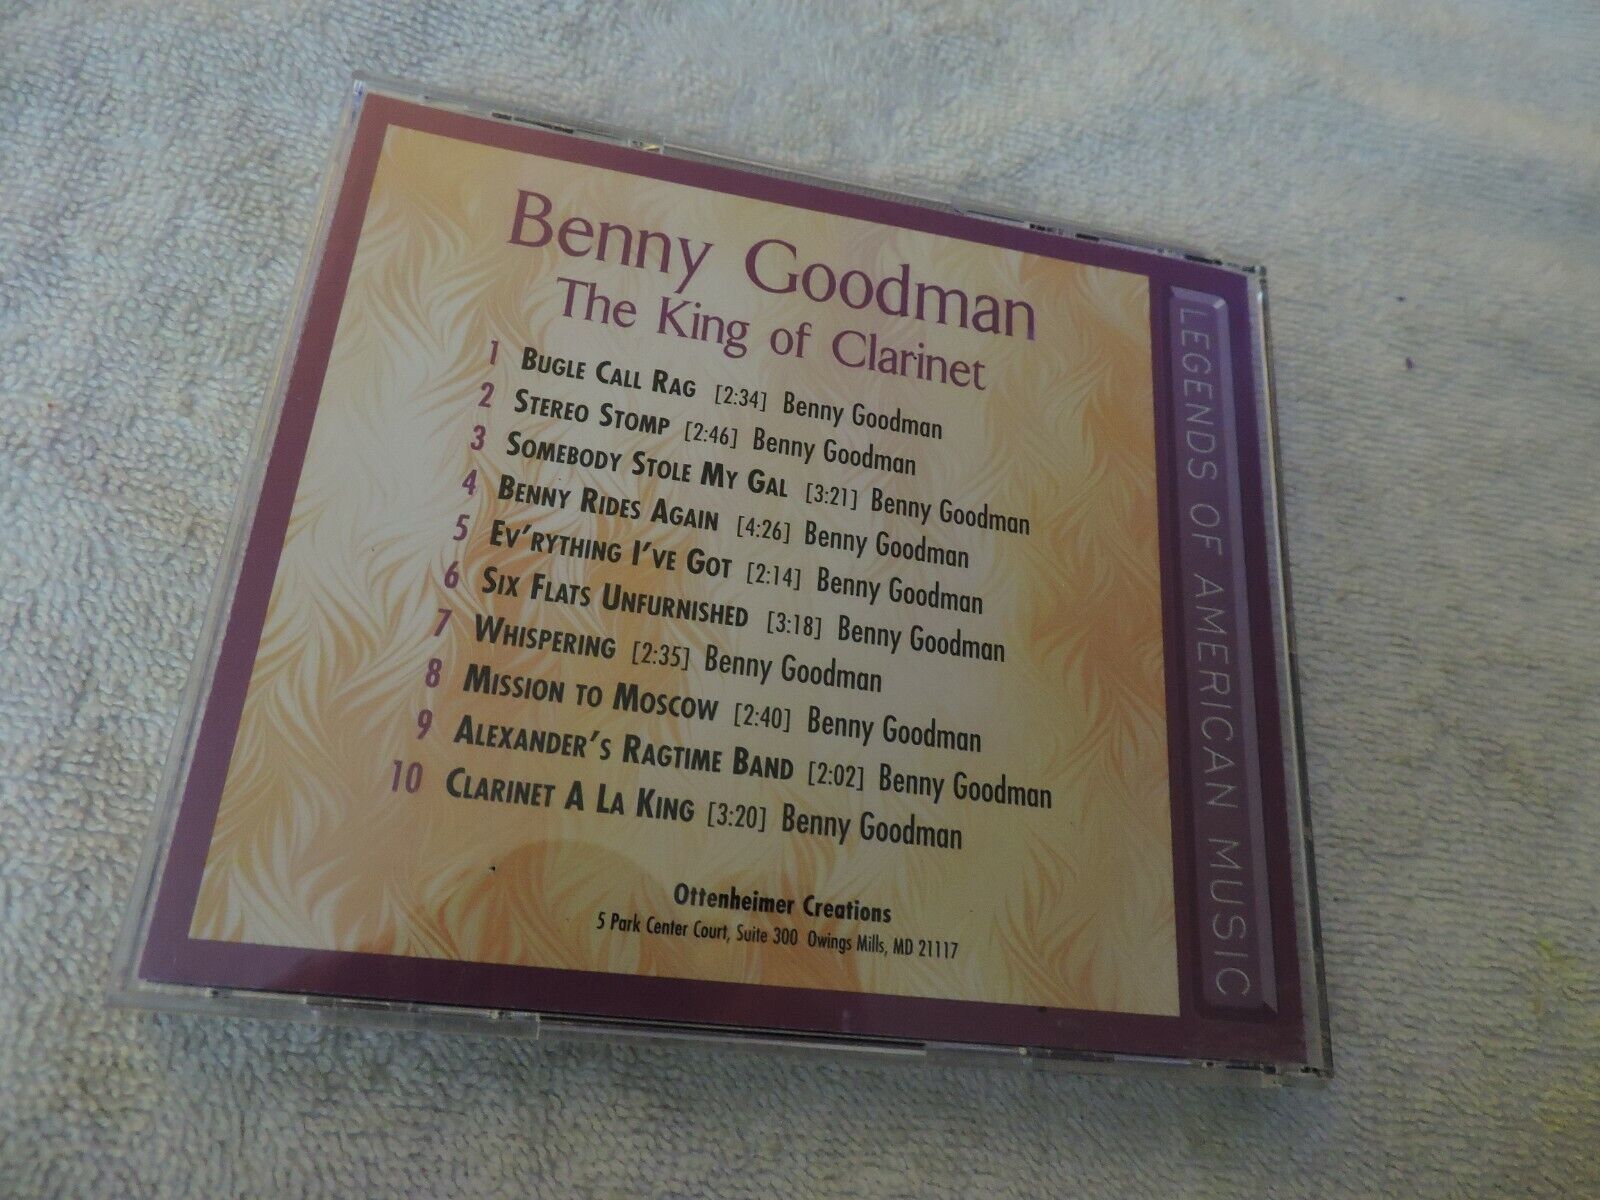 Benny Goodman
The King of Clarinet
1 BUGLE CALL RAG [2:34] Benny Goodman
2 STEREO STOMP [2:46] Benny Goodman
3 SOMEBODY STOLE MY GAL [3:21] Benny Goodman
4 BENNY RIDES AGAIN [4:26] Benny Goodman
5 EV'RYTHING I'VE GOT [2:14] Benny Goodman
6 SIX FLATS UNFURNISHED [3:18] Benny Goodman
7 WHISPERING [2:35] Benny Goodman
8 MISSION TO MOSCOW [2:40] Benny Goodman
9 ALEXANDER'S RAGTIME BAND [2:02] Benny Goodman
10 CLARINET A LA KING [3:20] Benny Goodman
Ottenheimer Creations
5 Park Center Court, Suite 300 Owings Mills, MD 21117
LEGENDS OF AMERICAN MUSIC